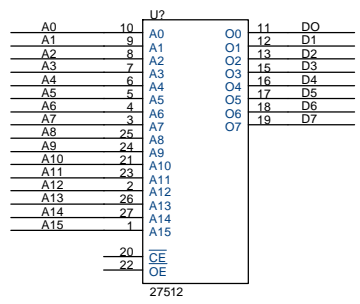 U?
A0 10 A0 O0 11 DO
A1 9 A1 O1 12 D1
A2 8 A2 O2 13 D2
A3 7 A3 O3 15 D3
A4 6 A4 O4 16 D4
A5 5 A5 O5 17 D5
A6 4 A6 O6 18 D6
A7 3 A7 O7 19 D7
A8 25 A8
A9 24 A9
A10 21 A10
A11 23 A11
A12 2 A12
A13 26 A13
A14 27 A14
A15 1 A15
20 CE
22 OE
27512